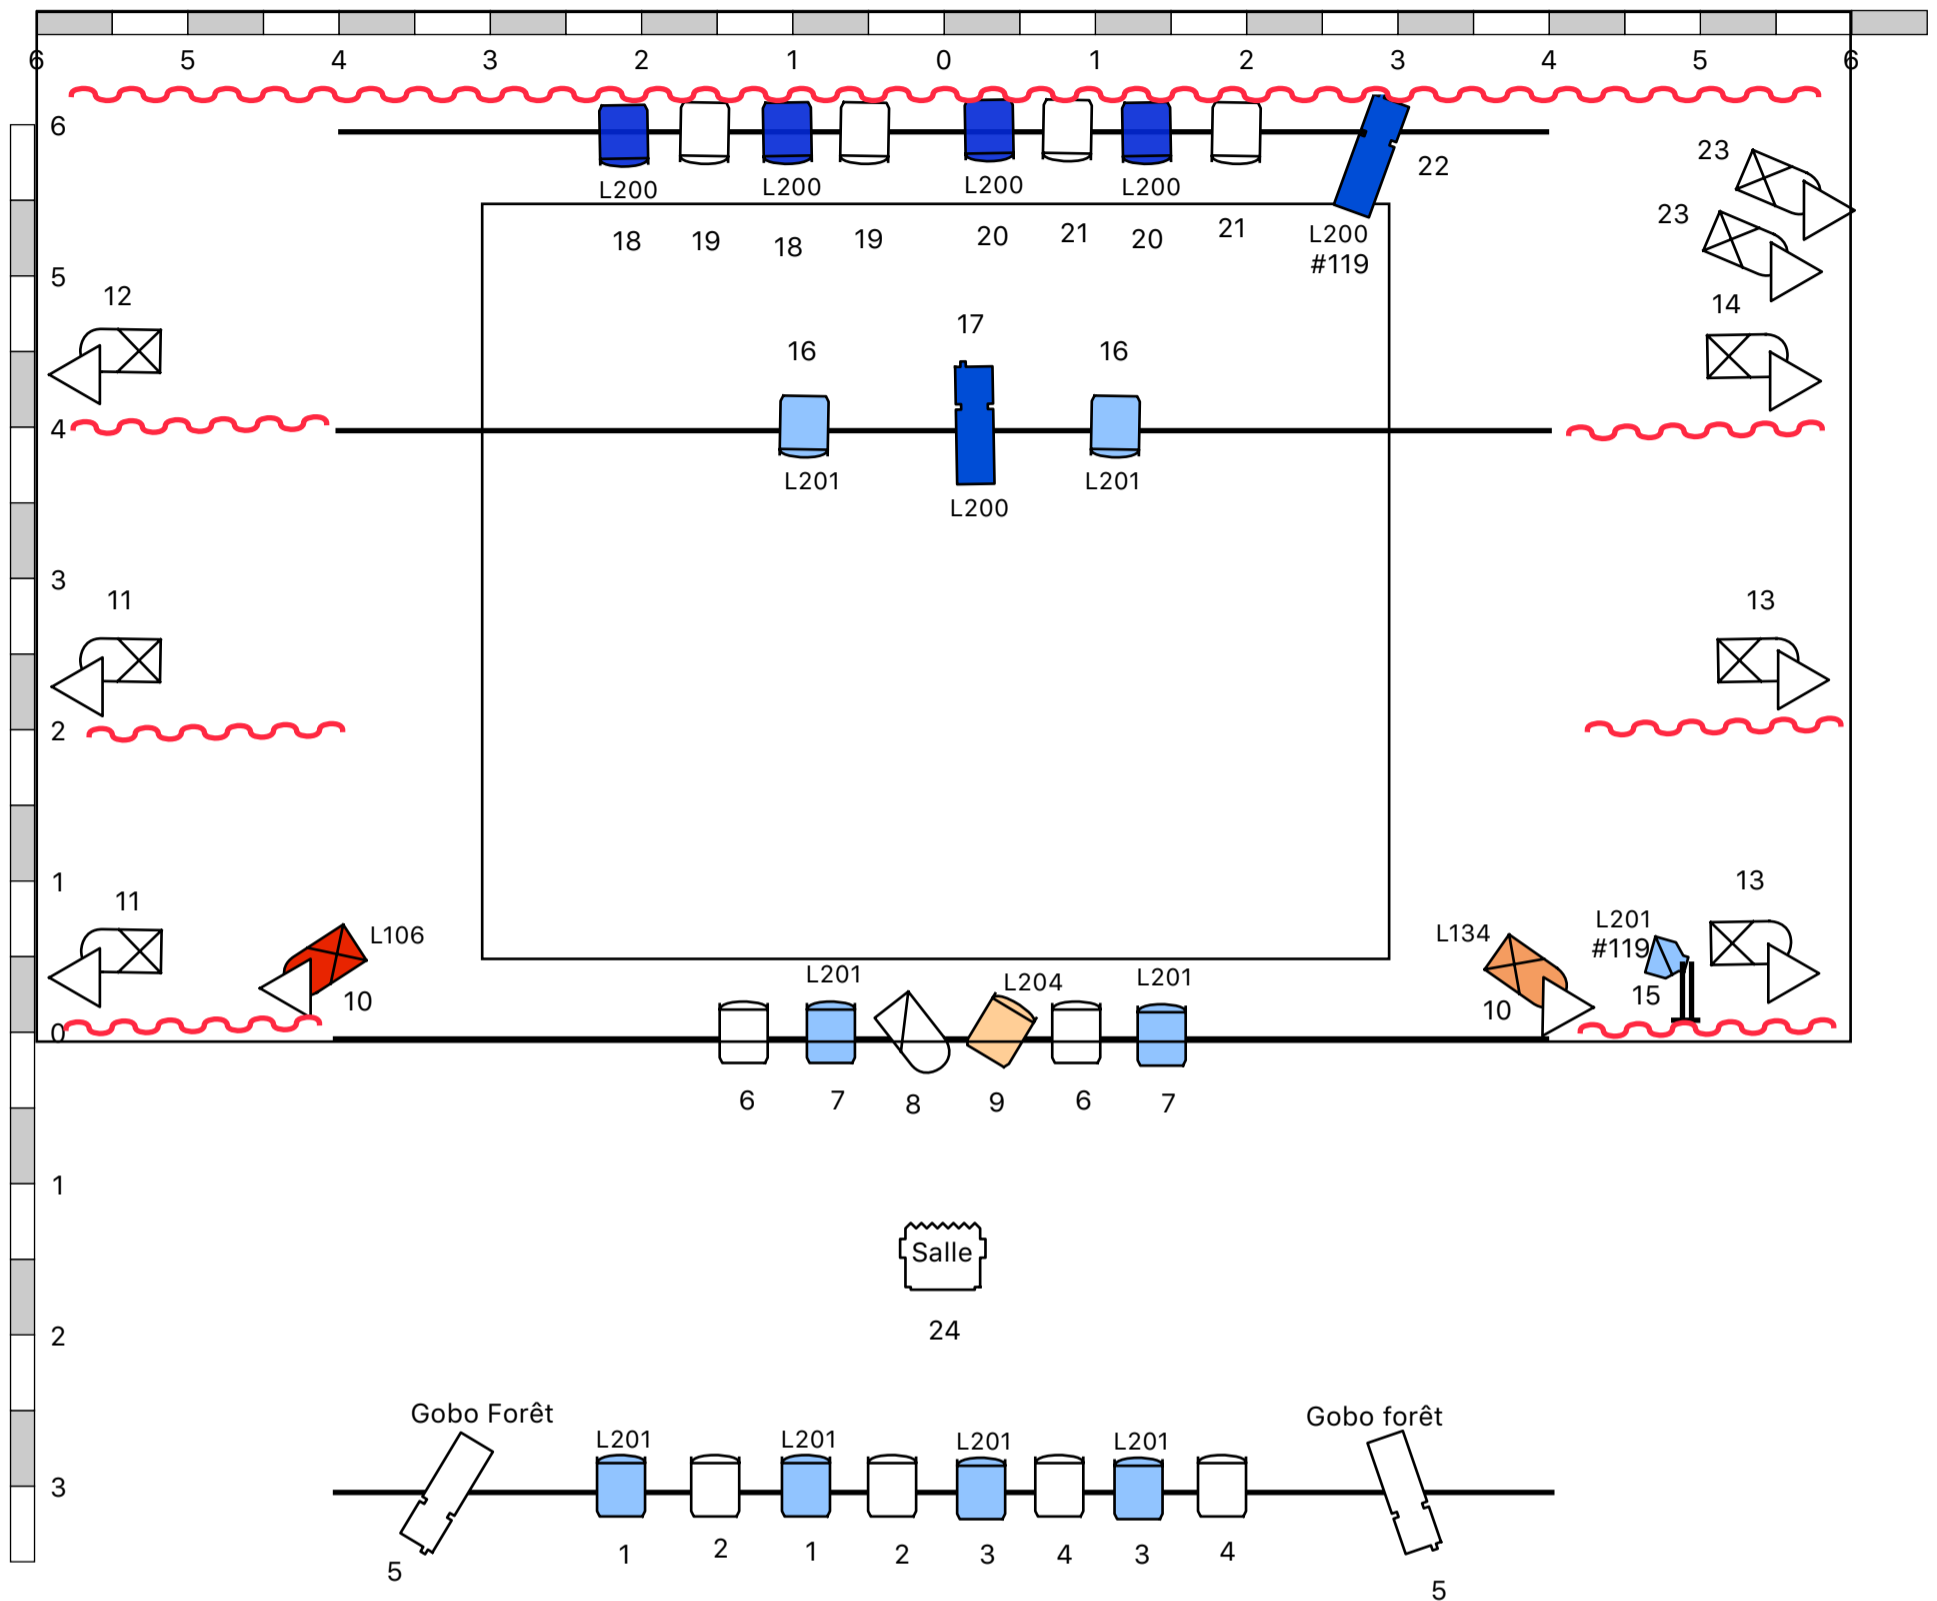 6 5 4 3 2 1 0 1 2 3 4 5 6
6
L200 L200 L200 L200
22
23
18 19 18 19 20 21 20 21
L200
#119
23
5
12
14
17
16 16
4
L201 L201
L200
3
11
13
2
1
11
13
L106
10
L134
10
L201
#119
15
0
L201
L204
L201
6 7 8 9 6 7
1
Salle
24
2
Gobo Forêt
Gobo forêt
L201 L201 L201 L201
3
1 2 1 2 3 4 3 4
5
5